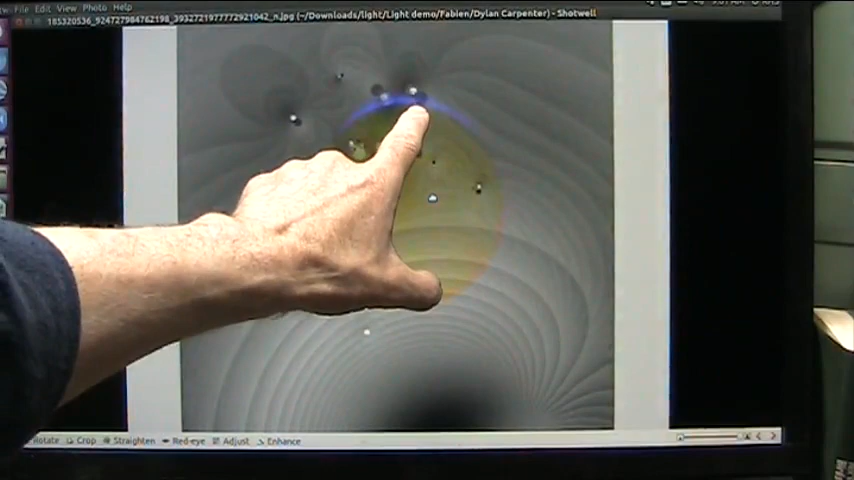 File Edit View Photo Help
185320536_924727984762198_3932721977772921042_n.jpg (~/Downloads/light/Light demo/Fabien/Dylan Carpenter) - Shotwell
Rotate Crop Straighten Red-eye Adjust Enhance